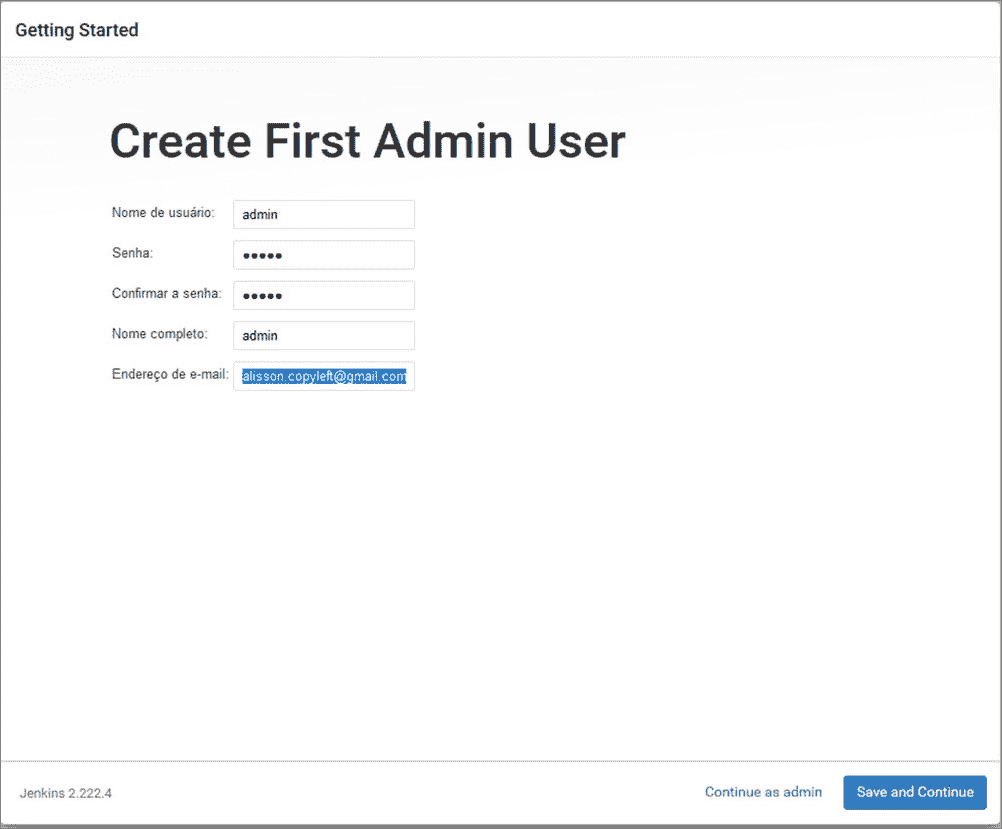 Getting Started
Create First Admin User
Nome de usuário: admin
Senha: •••••
Confirmar a senha: •••••
Nome completo: admin
Endereço de e-mail: alisson.copyleft@gmail.com
Jenkins 2.222.4 Continue as admin Save and Continue